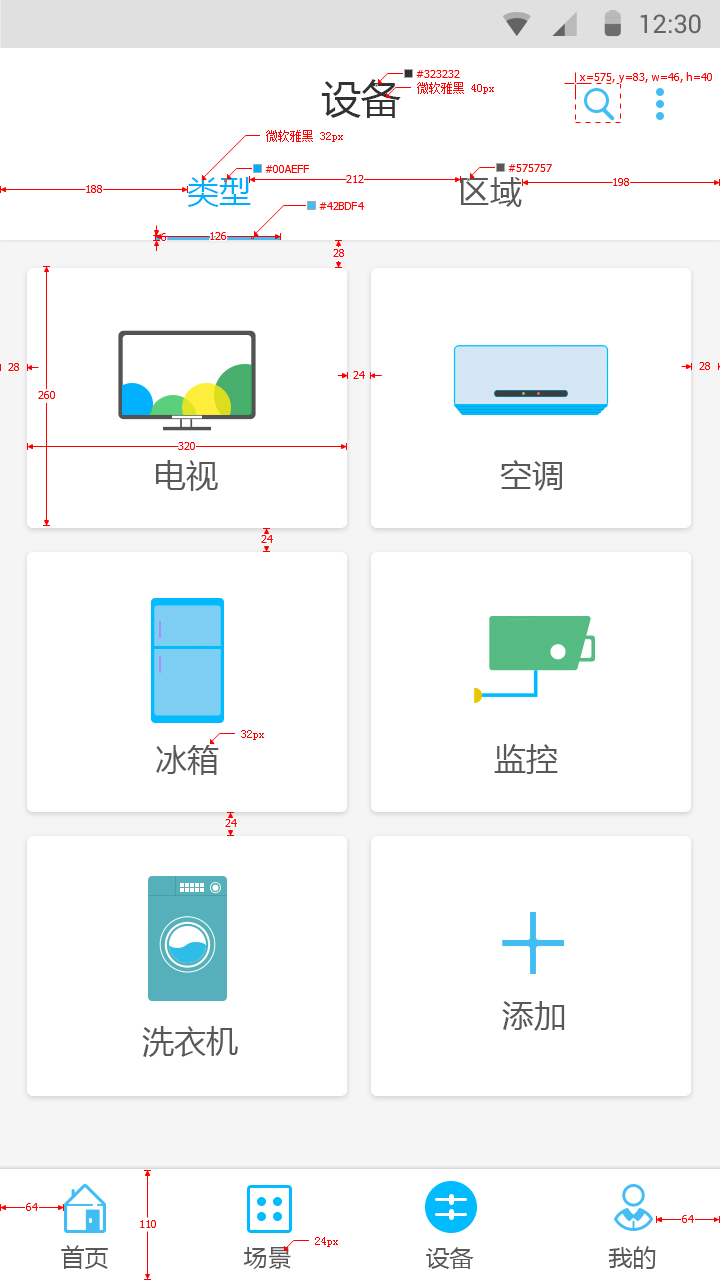 12:30
#323232
x=575, y=83, w=46, h=40
设备
微软雅黑 40px
微软雅黑 32px
#00AEFF
#575757
188
类型
212
区域
198
#42BDF4
6
126
28
28
260
24
28
320
电视
空调
24
32px
冰箱
监控
24
洗衣机
添加
64
110
64
24px
首页
场景
设备
我的